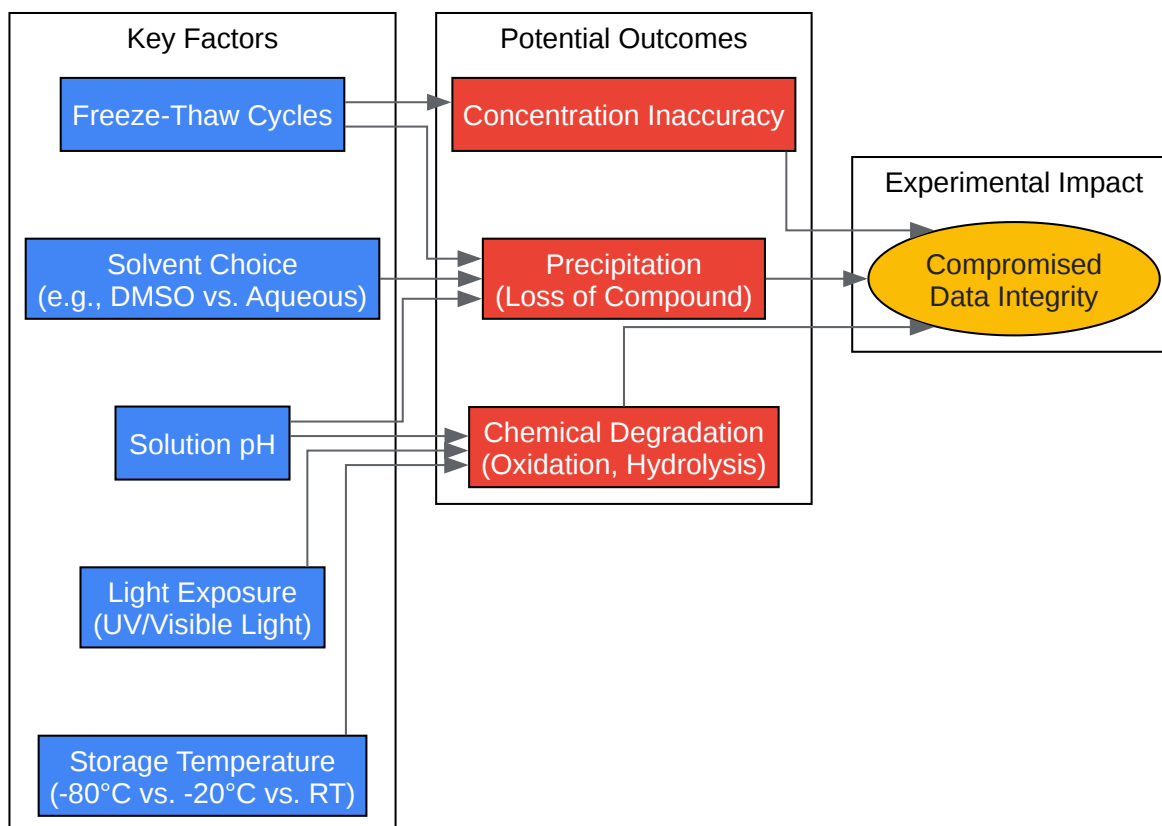 Key Factors
Freeze-Thaw Cycles
Solvent Choice
(e.g., DMSO vs. Aqueous)
Solution pH
Light Exposure
(UV/Visible Light)
Storage Temperature
(-80°C vs. -20°C vs. RT)
Potential Outcomes
Concentration Inaccuracy
Precipitation
(Loss of Compound)
Chemical Degradation
(Oxidation, Hydrolysis)
Experimental Impact
Compromised
Data Integrity